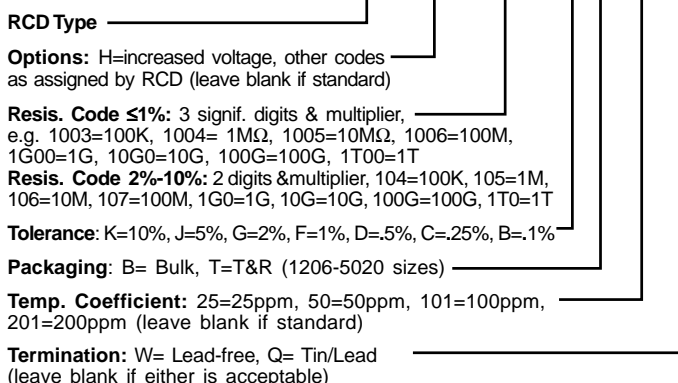 RCD Type
Options: H=increased voltage, other codes
as assigned by RCD (leave blank if standard)
Resis. Code ≤1%: 3 signif. digits & multiplier,
e.g. 1003=100K, 1004= 1MΩ, 1005=10MΩ, 1006=100M,
1G00=1G, 10G0=10G, 100G=100G, 1T00=1T
Resis. Code 2%-10%: 2 digits &multiplier, 104=100K, 105=1M,
106=10M, 107=100M, 1G0=1G, 10G=10G, 100G=100G, 1T0=1T
Tolerance: K=10%, J=5%, G=2%, F=1%, D=.5%, C=.25%, B=.1%
Packaging: B= Bulk, T=T&R (1206-5020 sizes)
Temp. Coefficient: 25=25ppm, 50=50ppm, 101=100ppm,
201=200ppm (leave blank if standard)
Termination: W= Lead-free, Q= Tin/Lead
(leave blank if either is acceptable)